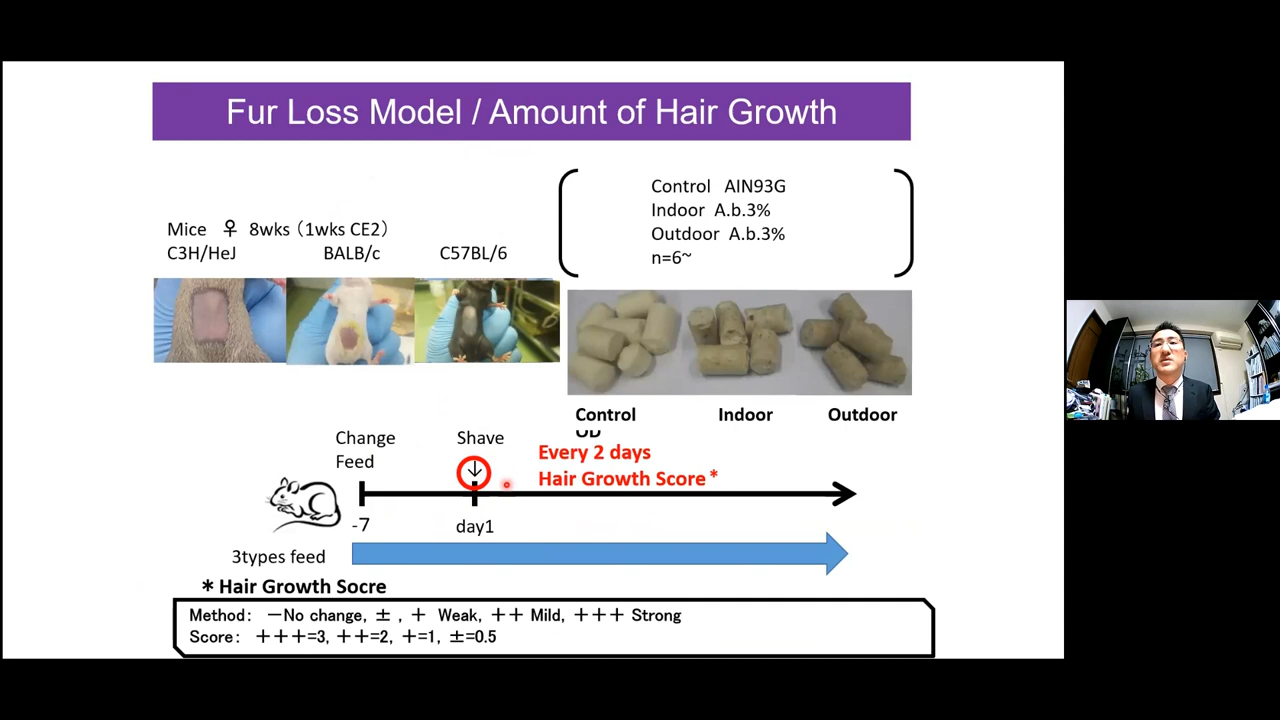 Fur Loss Model / Amount of Hair Growth
Control AIN93G
Indoor A.b.3%
Outdoor A.b.3%
n=6~
Mice ♀ 8wks（1wks CE2）
C3H/HeJ BALB/c C57BL/6
Control Indoor Outdoor
Change
Feed
Shave
↓
Every 2 days
Hair Growth Score*
-7
day1
3types feed
*Hair Growth Socre
Method: －No change, ±, ＋ Weak, ＋＋ Mild, ＋＋＋ Strong
Score: ＋＋＋=3, ＋＋=2, ＋=1, ±=0.5